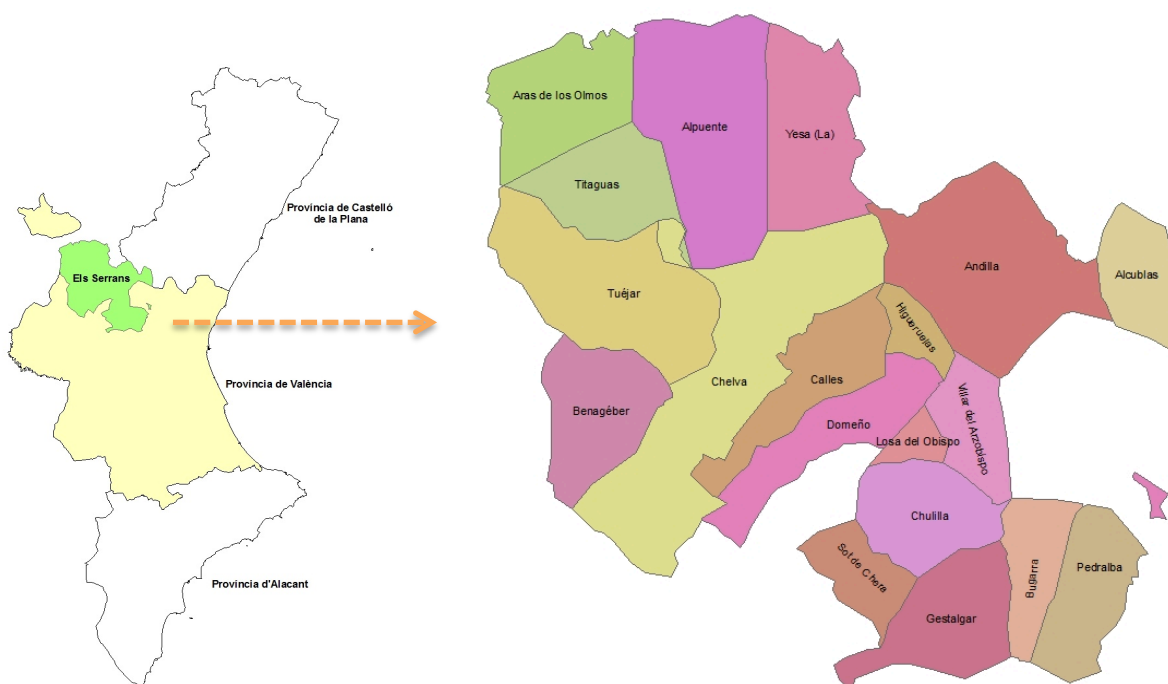 Provincia de Castelló
de la Plana
Els Serrans
Provincia de València
Provincia d'Alacant
Aras de los Olmos
Alpuente
Yesa (La)
Titaguas
Andilla
Alcublas
Tuéjar
Higueruelas
Chelva
Calles
Benagéber
Domeño
Villar del Arzobispo
Losa del Obispo
Chulilla
Sot de Chera
Bugarra
Pedralba
Gestalgar